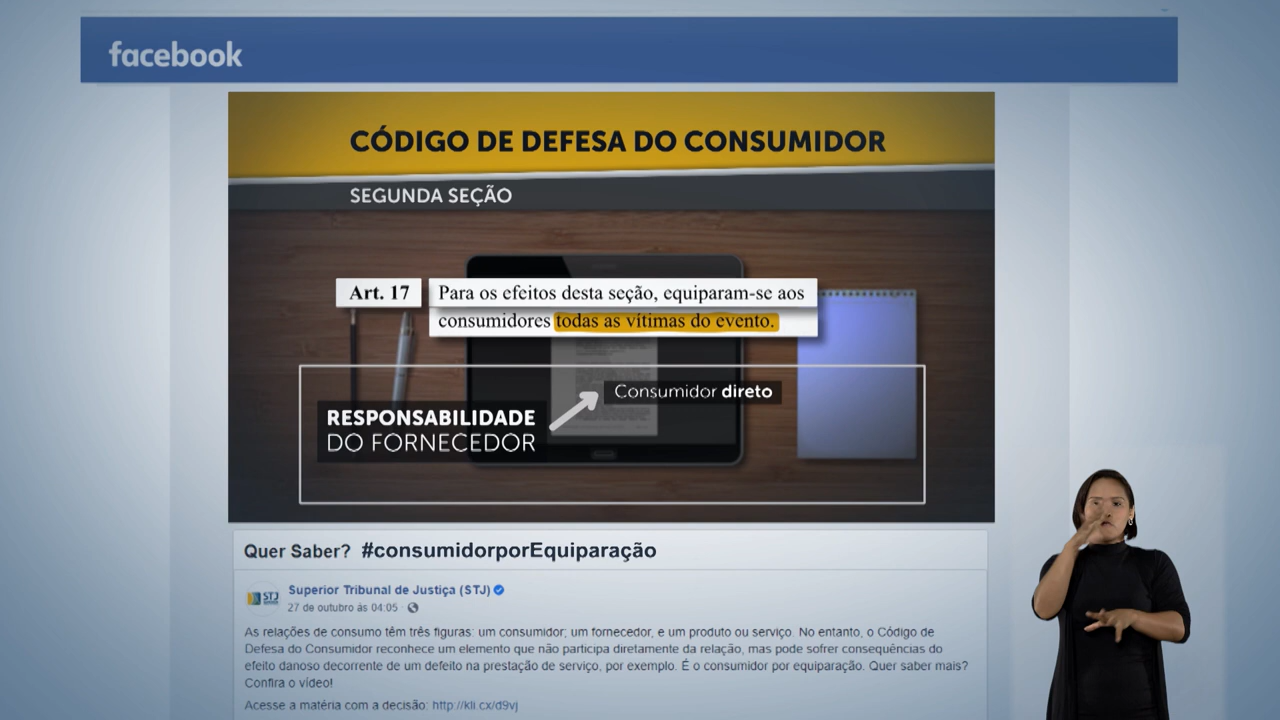 facebook
CÓDIGO DE DEFESA DO CONSUMIDOR
SEGUNDA SEÇÃO
Art. 17 Para os efeitos desta seção, equiparam-se aos
consumidores todas as vítimas do evento.
Consumidor direto
RESPONSABILIDADE
DO FORNECEDOR
Quer Saber? #consumidorporEquiparação
Superior Tribunal de Justiça (STJ)
27 de outubro às 04:05 ·
STJ
As relações de consumo têm três figuras: um consumidor; um fornecedor, e um produto ou serviço. No entanto, o Código de
Defesa do Consumidor reconhece um elemento que não participa diretamente da relação, mas pode sofrer consequências do
efeito danoso decorrente de um defeito na prestação de serviço, por exemplo. É o consumidor por equiparação. Quer saber mais?
Confira o vídeo!
Acesse a matéria com a decisão: http://kli.cx/d9vj